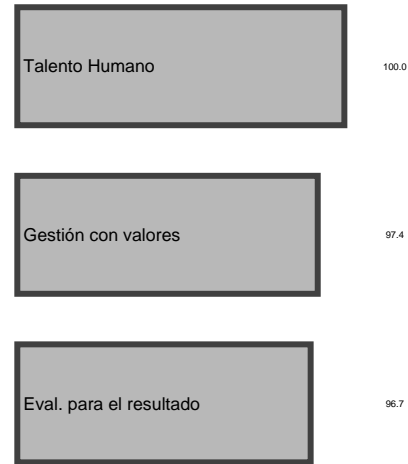 Talento Humano
100.0
Gestión con valores
97.4
Eval. para el resultado
96.7